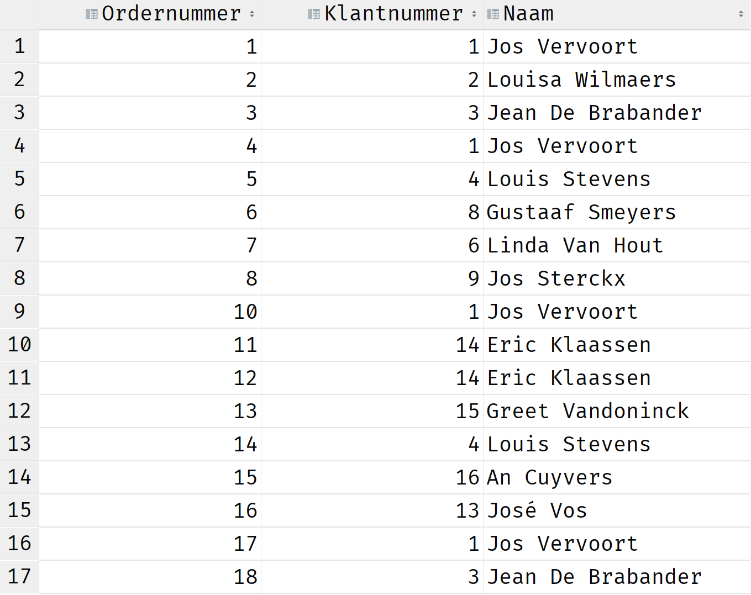 Ordernummer Klantnummer Naam
1 1 1 Jos Vervoort
2 2 2 Louisa Wilmaers
3 3 3 Jean De Brabander
4 4 1 Jos Vervoort
5 5 4 Louis Stevens
6 6 8 Gustaaf Smeyers
7 7 6 Linda Van Hout
8 8 9 Jos Sterckx
9 10 1 Jos Vervoort
10 11 14 Eric Klaassen
11 12 14 Eric Klaassen
12 13 15 Greet Vandoninck
13 14 4 Louis Stevens
14 15 16 An Cuyvers
15 16 13 José Vos
16 17 1 Jos Vervoort
17 18 3 Jean De Brabander